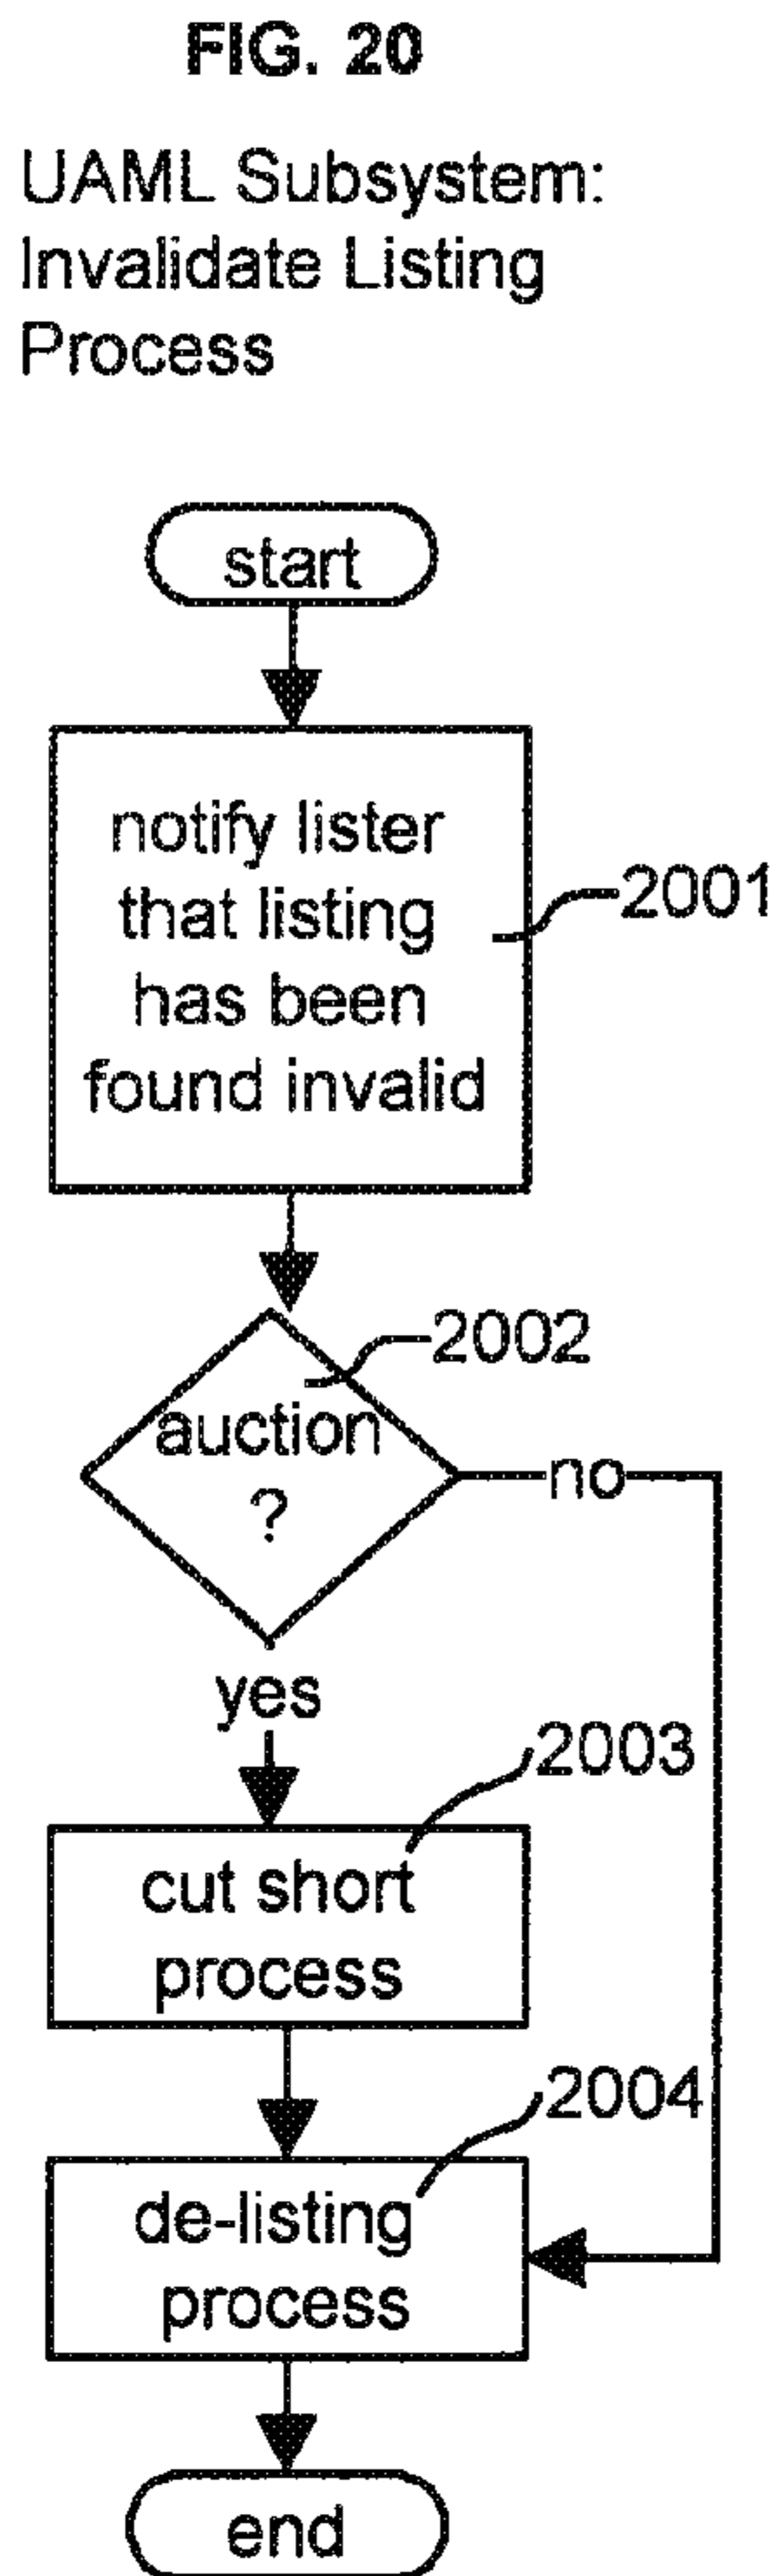 FIG. 20
UAML Subsystem:
Invalidate Listing
Process
start
notify lister
that listing
has been
found invalid
2001
2002
auction
?
no
yes
2003
cut short
process
2004
de-listing
process
end